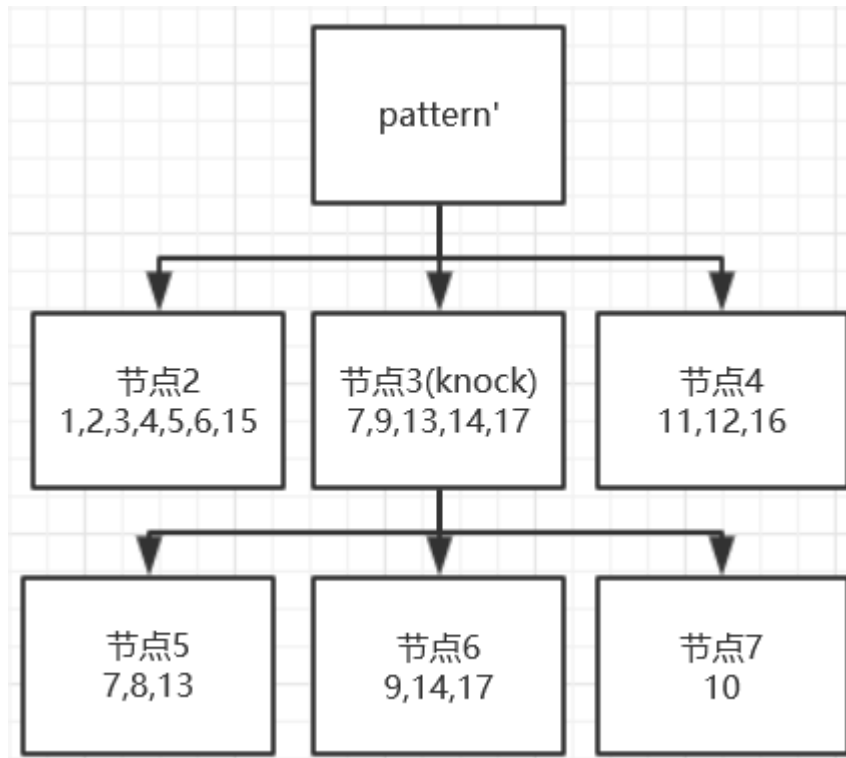 pattern'
节点2
1,2,3,4,5,6,15
节点3(knock)
7,9,13,14,17
节点4
11,12,16
节点5
7,8,13
节点6
9,14,17
节点7
10